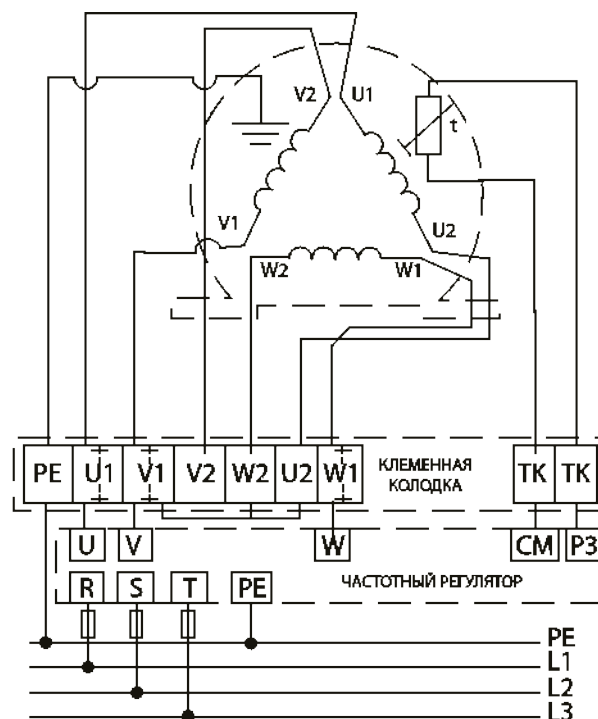 V2 U1
t
V1 U2
W2 W1
PE U1 V1 V2 W2 U2 W1 КЛЕМЕННАЯ КОЛОДКА TK TK
U V W CM P3
R S T PE ЧАСТОТНЫЙ РЕГУЛЯТОР
PE
L1
L2
L3